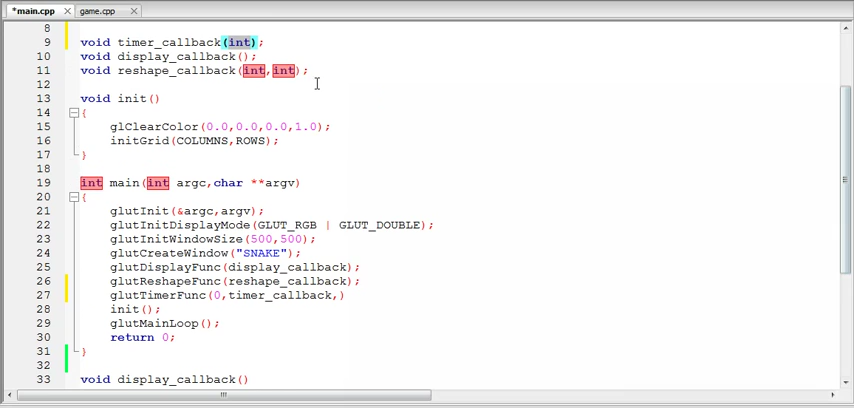 *main.cpp game.cpp
8
9 void timer_callback(int);
10 void display_callback();
11 void reshape_callback(int,int);
12
13 void init()
14 {
15 glClearColor(0.0,0.0,0.0,1.0);
16 initGrid(COLUMNS,ROWS);
17 }
18
19 int main(int argc,char **argv)
20 {
21 glutInit(&argc,argv);
22 glutInitDisplayMode(GLUT_RGB | GLUT_DOUBLE);
23 glutInitWindowSize(500,500);
24 glutCreateWindow("SNAKE");
25 glutDisplayFunc(display_callback);
26 glutReshapeFunc(reshape_callback);
27 glutTimerFunc(0,timer_callback,)
28 init();
29 glutMainLoop();
30 return 0;
31 }
32
33 void display_callback()